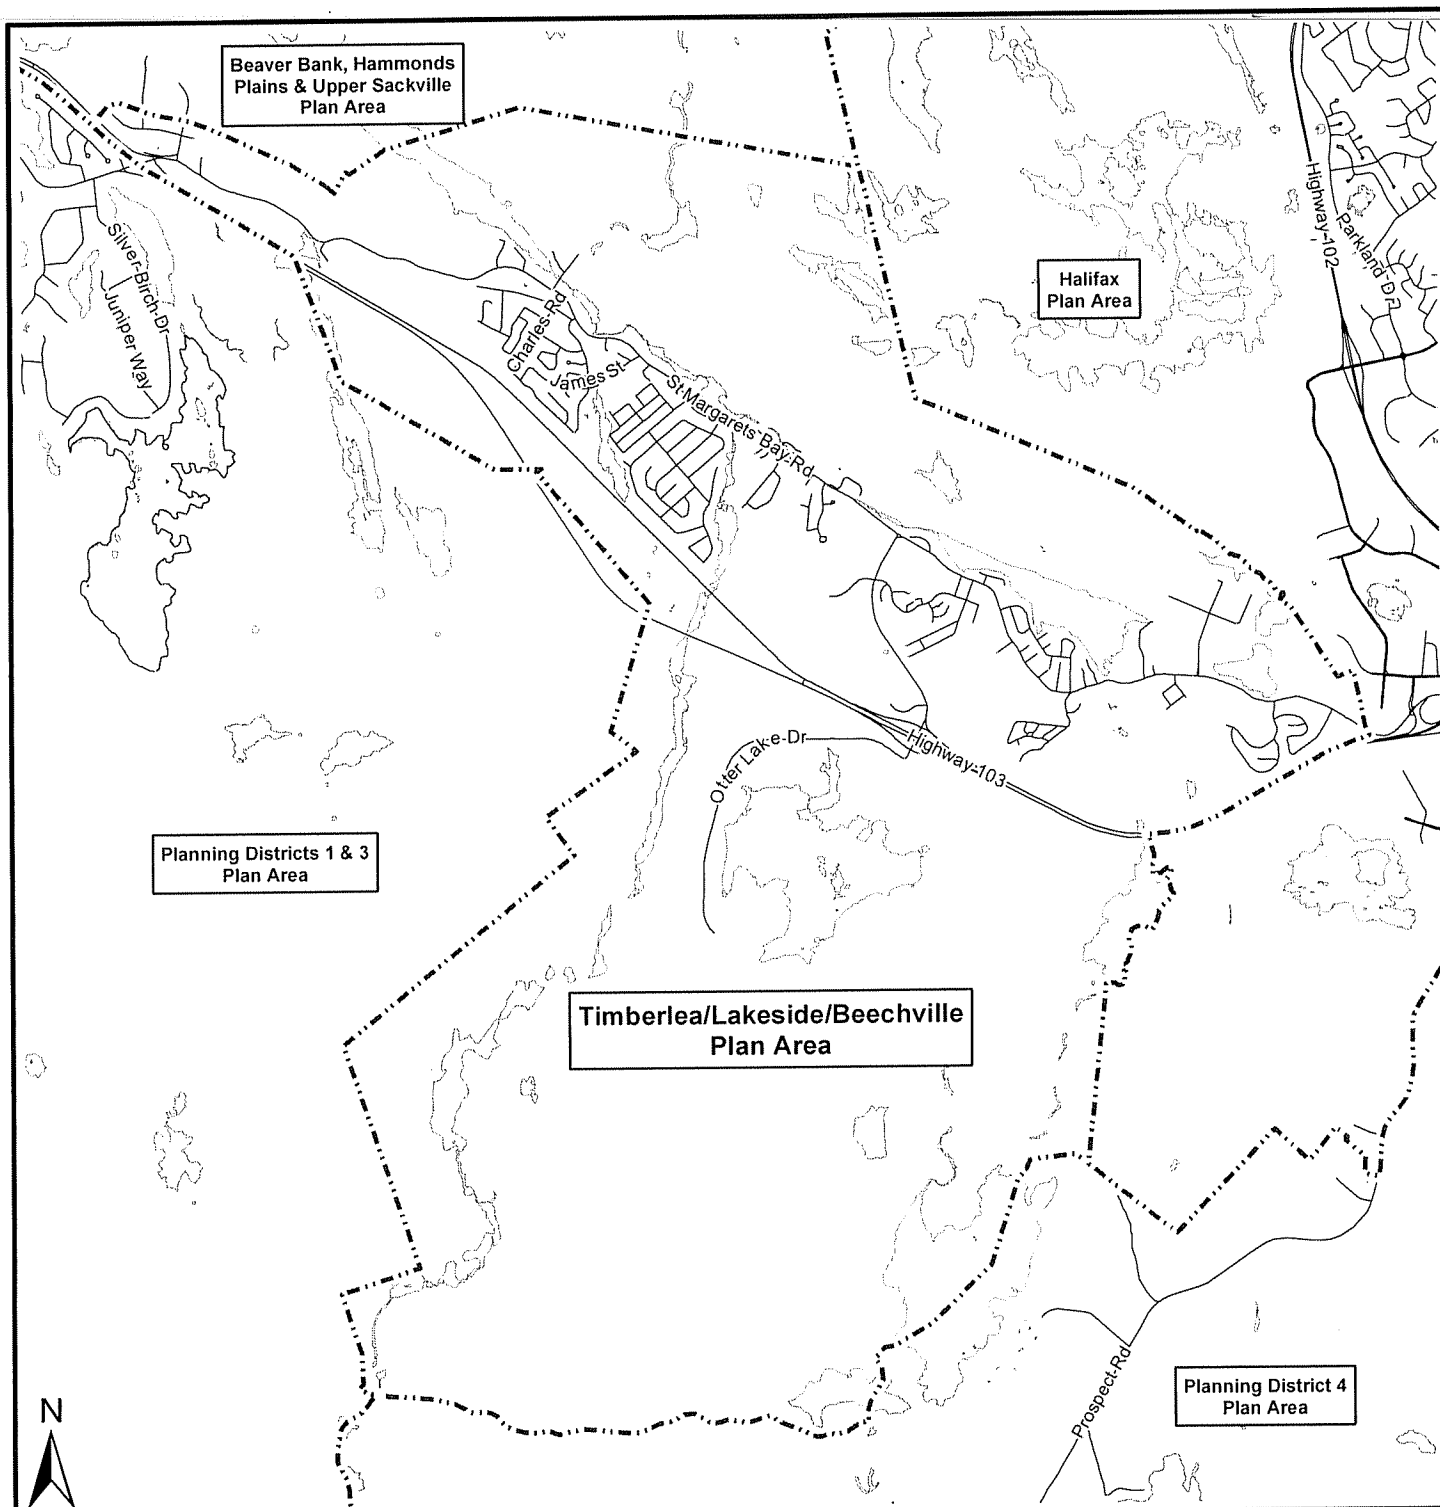 Beaver Bank, Hammonds
Plains & Upper Sackville
Plan Area
Highway 102
Parkland Dr
Silver Birch Dr
Juniper Way
Halifax
Plan Area
Charles Rd
James St
St Margarets Bay Rd
Otter Lake Dr
Highway 103
Planning Districts 1 & 3
Plan Area
Timberlea/Lakeside/Beechville
Plan Area
Prospect Rd
Planning District 4
Plan Area
N